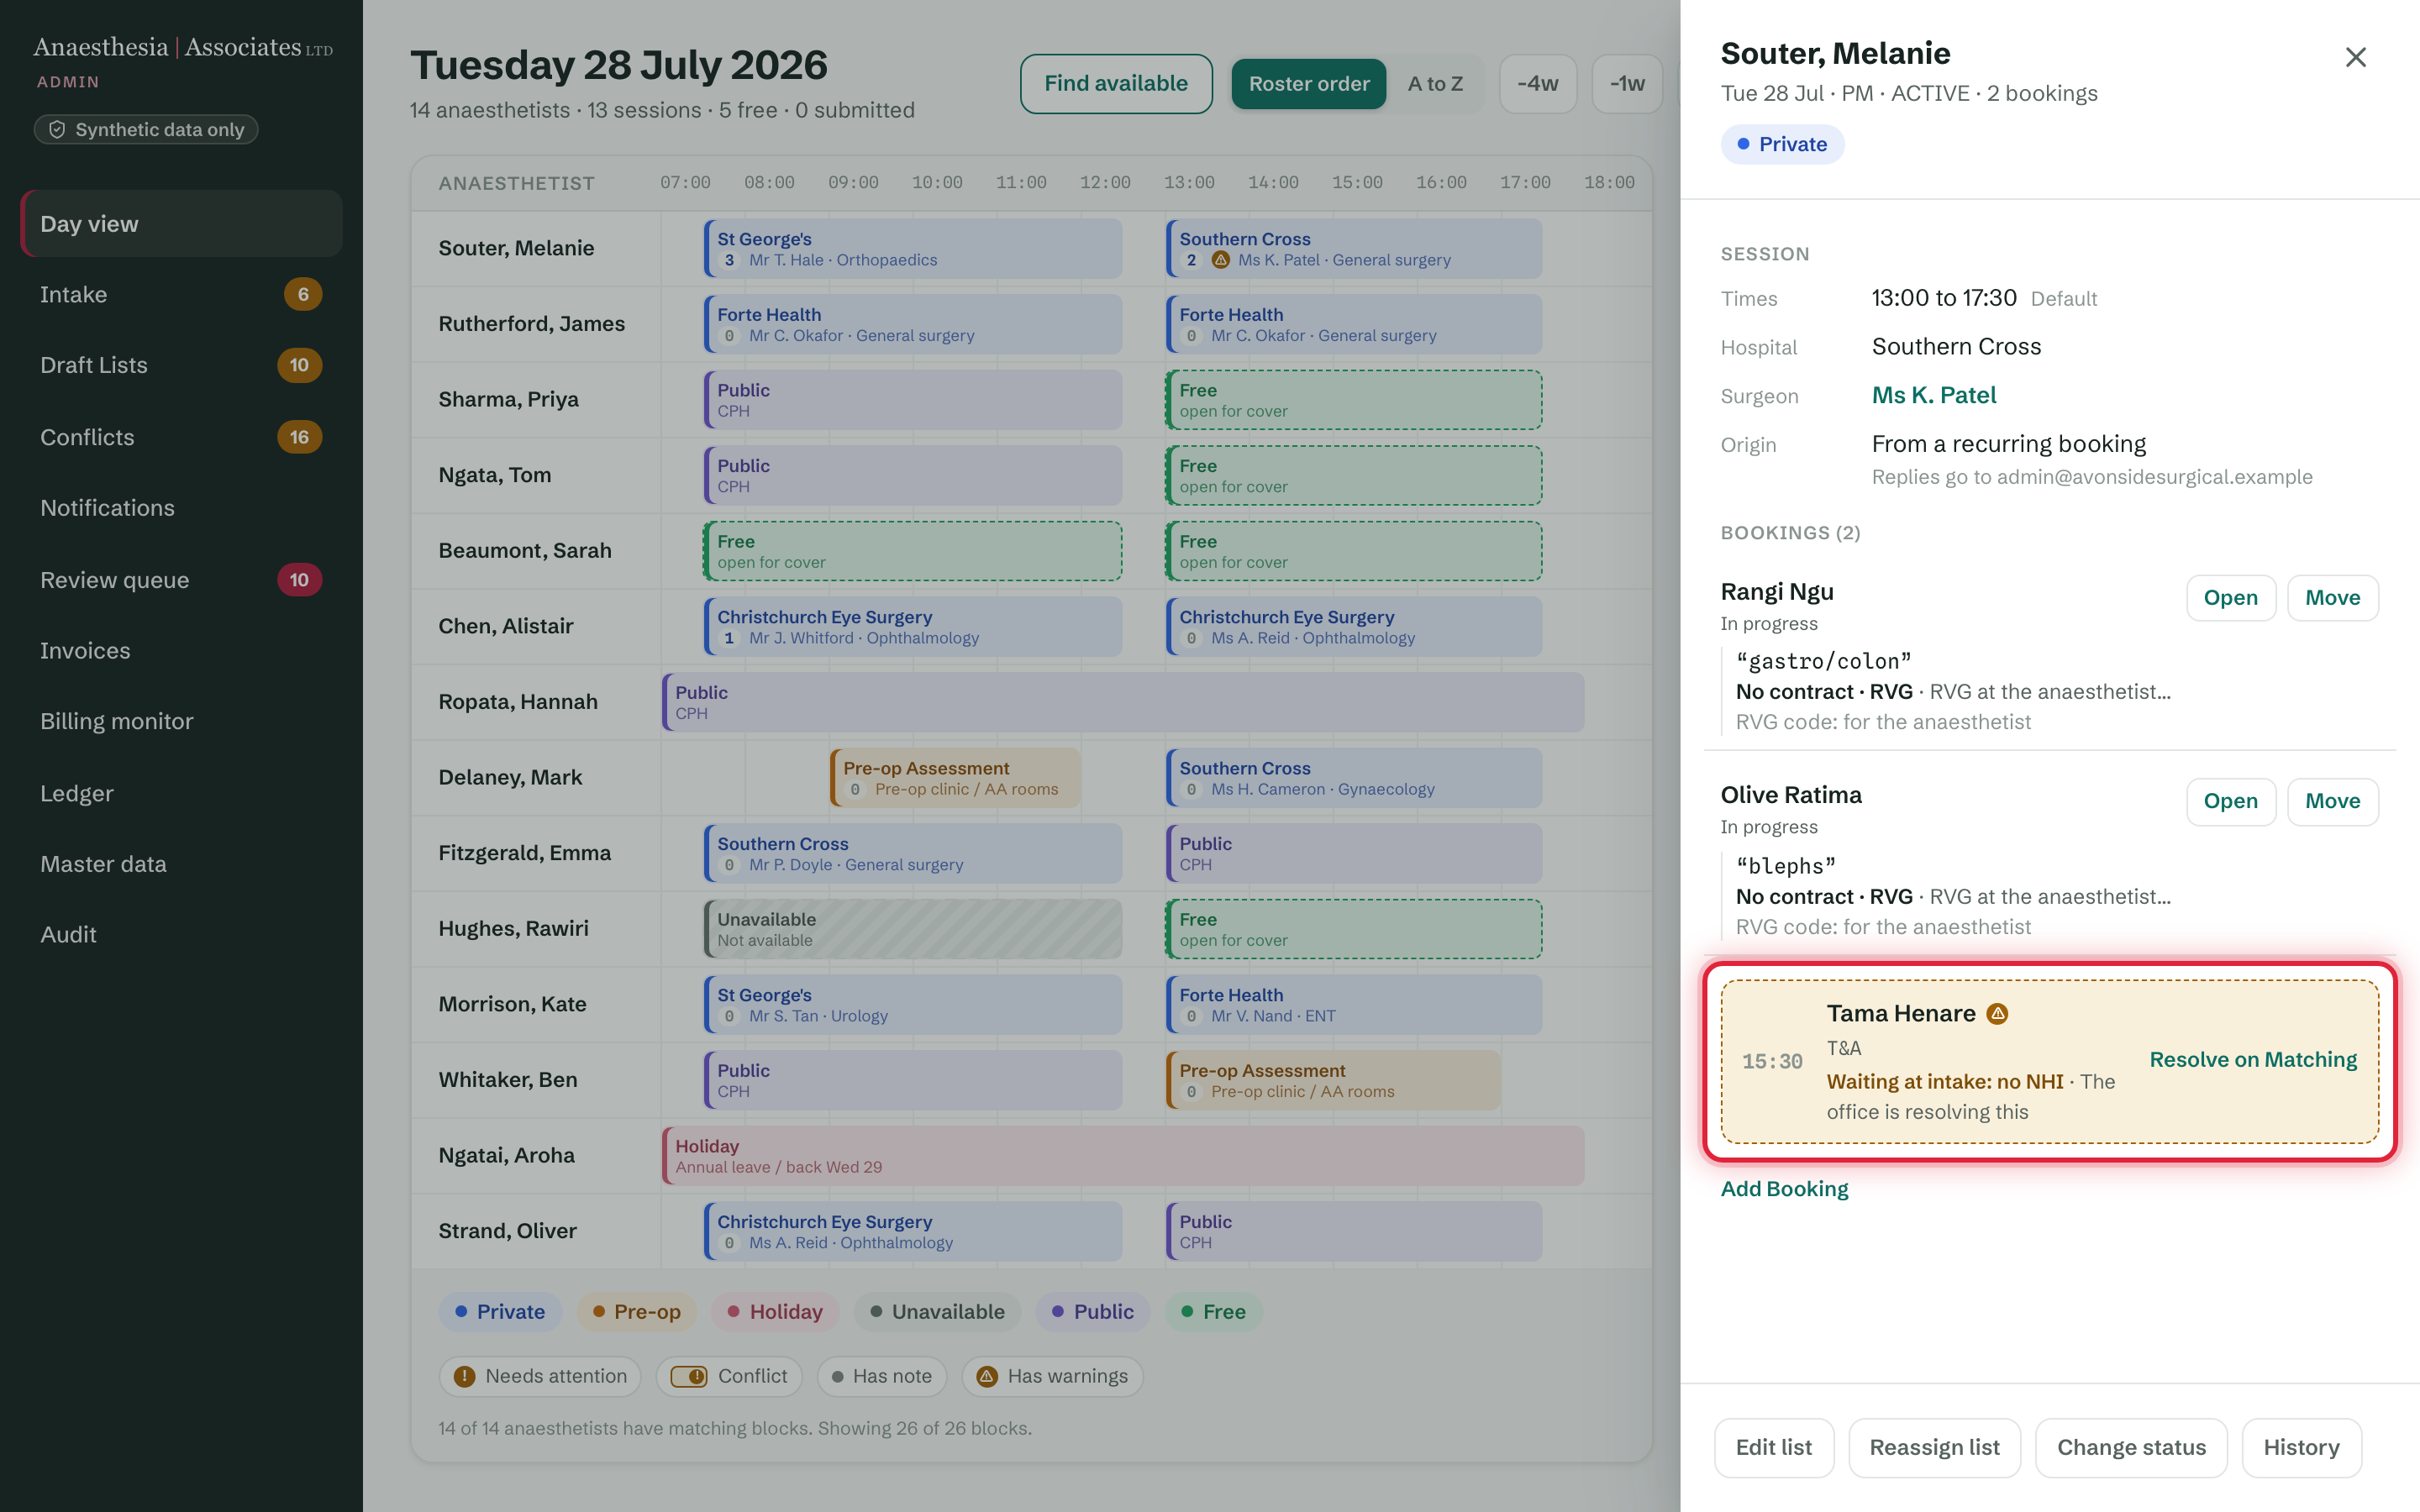 Anaesthesia | Associates LTD
ADMIN
Synthetic data only
Day view
Intake 6
Draft Lists 10
Conflicts 16
Notifications
Review queue 10
Invoices
Billing monitor
Ledger
Master data
Audit
Tuesday 28 July 2026
14 anaesthetists · 13 sessions · 5 free · 0 submitted
Find available
Roster order
A to Z
-4w
-1w
ANAESTHETIST 07:00 08:00 09:00 10:00 11:00 12:00 13:00 14:00 15:00 16:00 17:00 18:00
Souter, Melanie
St George's
3 Mr T. Hale · Orthopaedics
Southern Cross
2 Ms K. Patel · General surgery
Rutherford, James
Forte Health
0 Mr C. Okafor · General surgery
Forte Health
0 Mr C. Okafor · General surgery
Sharma, Priya
Public
CPH
Free
open for cover
Ngata, Tom
Public
CPH
Free
open for cover
Beaumont, Sarah
Free
open for cover
Free
open for cover
Chen, Alistair
Christchurch Eye Surgery
1 Mr J. Whitford · Ophthalmology
Christchurch Eye Surgery
0 Ms A. Reid · Ophthalmology
Ropata, Hannah
Public
CPH
Delaney, Mark
Pre-op Assessment
0 Pre-op clinic / AA rooms
Southern Cross
0 Ms H. Cameron · Gynaecology
Fitzgerald, Emma
Southern Cross
0 Mr P. Doyle · General surgery
Public
CPH
Hughes, Rawiri
Unavailable
Not available
Free
open for cover
Morrison, Kate
St George's
0 Mr S. Tan · Urology
Forte Health
0 Mr V. Nand · ENT
Whitaker, Ben
Public
CPH
Pre-op Assessment
0 Pre-op clinic / AA rooms
Ngatai, Aroha
Holiday
Annual leave / back Wed 29
Strand, Oliver
Christchurch Eye Surgery
0 Ms A. Reid · Ophthalmology
Public
CPH
Private
Pre-op
Holiday
Unavailable
Public
Free
Needs attention
Conflict
Has note
Has warnings
14 of 14 anaesthetists have matching blocks. Showing 26 of 26 blocks.
Souter, Melanie
Tue 28 Jul · PM · ACTIVE · 2 bookings
Private
SESSION
Times 13:00 to 17:30 Default
Hospital Southern Cross
Surgeon Ms K. Patel
Origin From a recurring booking
Replies go to admin@avonsidesurgical.example
BOOKINGS (2)
Rangi Ngu
In progress
Open
Move
“gastro/colon”
No contract · RVG · RVG at the anaesthetist…
RVG code: for the anaesthetist
Olive Ratima
In progress
Open
Move
“blephs”
No contract · RVG · RVG at the anaesthetist…
RVG code: for the anaesthetist
15:30
Tama Henare
T&A
Waiting at intake: no NHI · The
office is resolving this
Resolve on Matching
Add Booking
Edit list
Reassign list
Change status
History